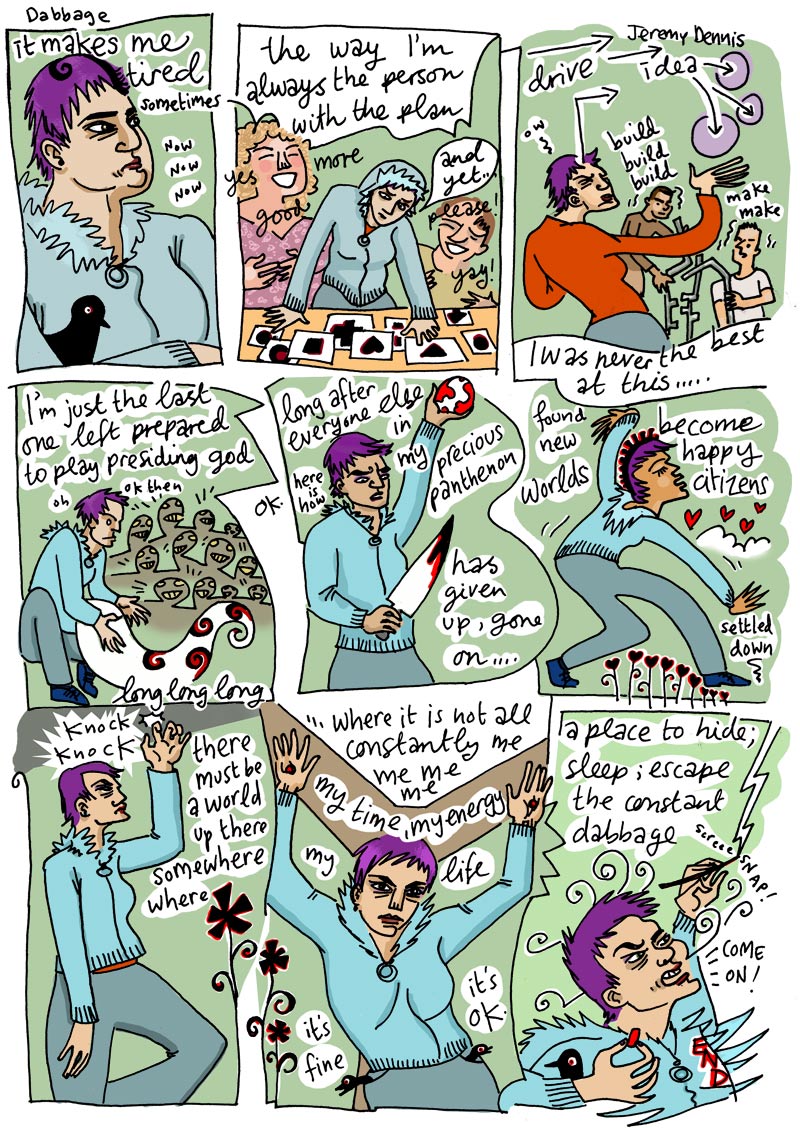 Dabbage
Jeremy Dennis
it makes me
tired
sometimes
NOW
NOW
NOW
the way I'm
always the person
with the plan
yes
more
good
and
yet..
please!
yay!
drive
idea
ow
build
build
build
make
make
I was never the best
at this.....
I'm just the last
one left prepared
to play presiding god
oh
ok then
long long long
OK.
long after
everyone else
in
my
precious
panthenon
here
is
how
has
given
up, gone
on....
found
new
worlds
become
happy
citizens
settled
down
Knock
Knock
there
must be
a world
up there
somewhere
where
... where it is not all
constantly me
me me
me
my time, my energy
my
life
it's
fine
it's
OK.
a place to hide;
sleep; escape
the constant
dabbage
screee
SNAP!
COME
ON!
END